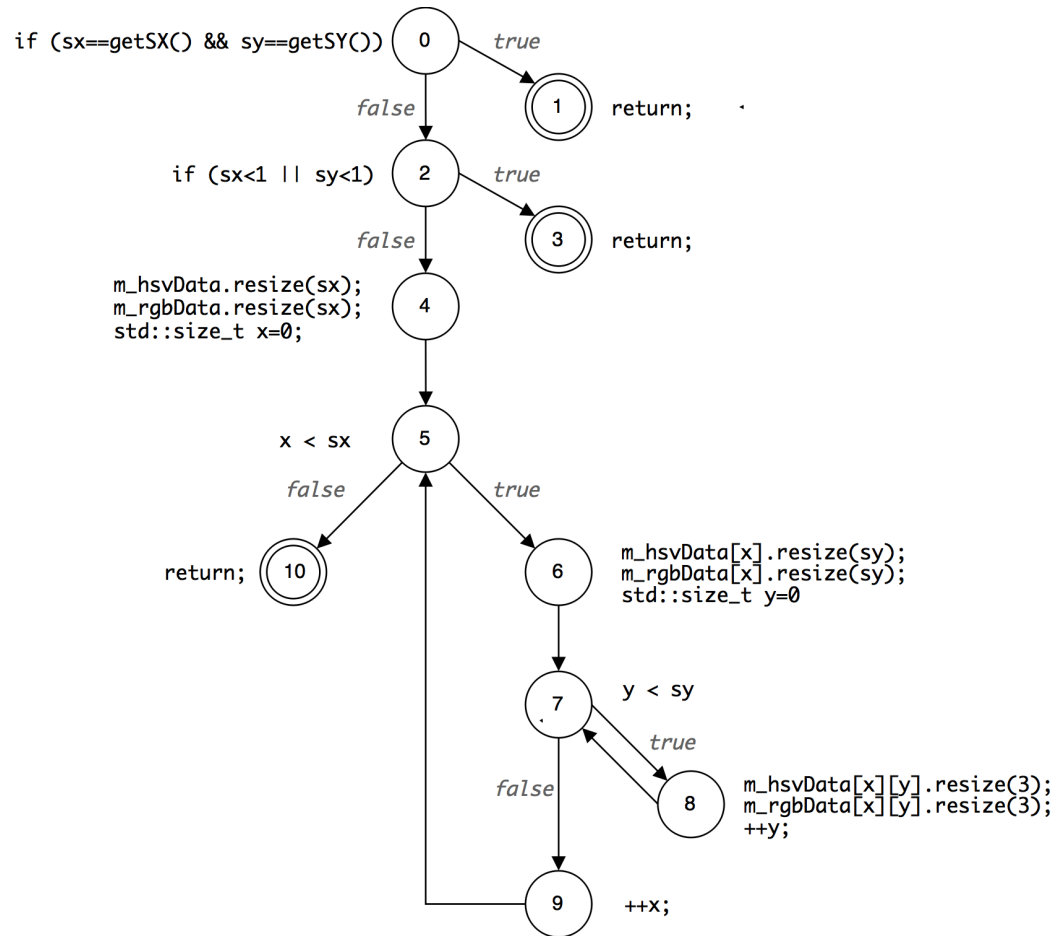 if (sx==getSX() && sy==getSY())
0
true
false
1
return;
if (sx<1 || sy<1)
2
true
false
3
return;
m_hsvData.resize(sx);
m_rgbData.resize(sx);
std::size_t x=0;
4
x < sx
5
false
true
return;
10
6
m_hsvData[x].resize(sy);
m_rgbData[x].resize(sy);
std::size_t y=0
7
y < sy
true
false
8
m_hsvData[x][y].resize(3);
m_rgbData[x][y].resize(3);
++y;
9
++x;